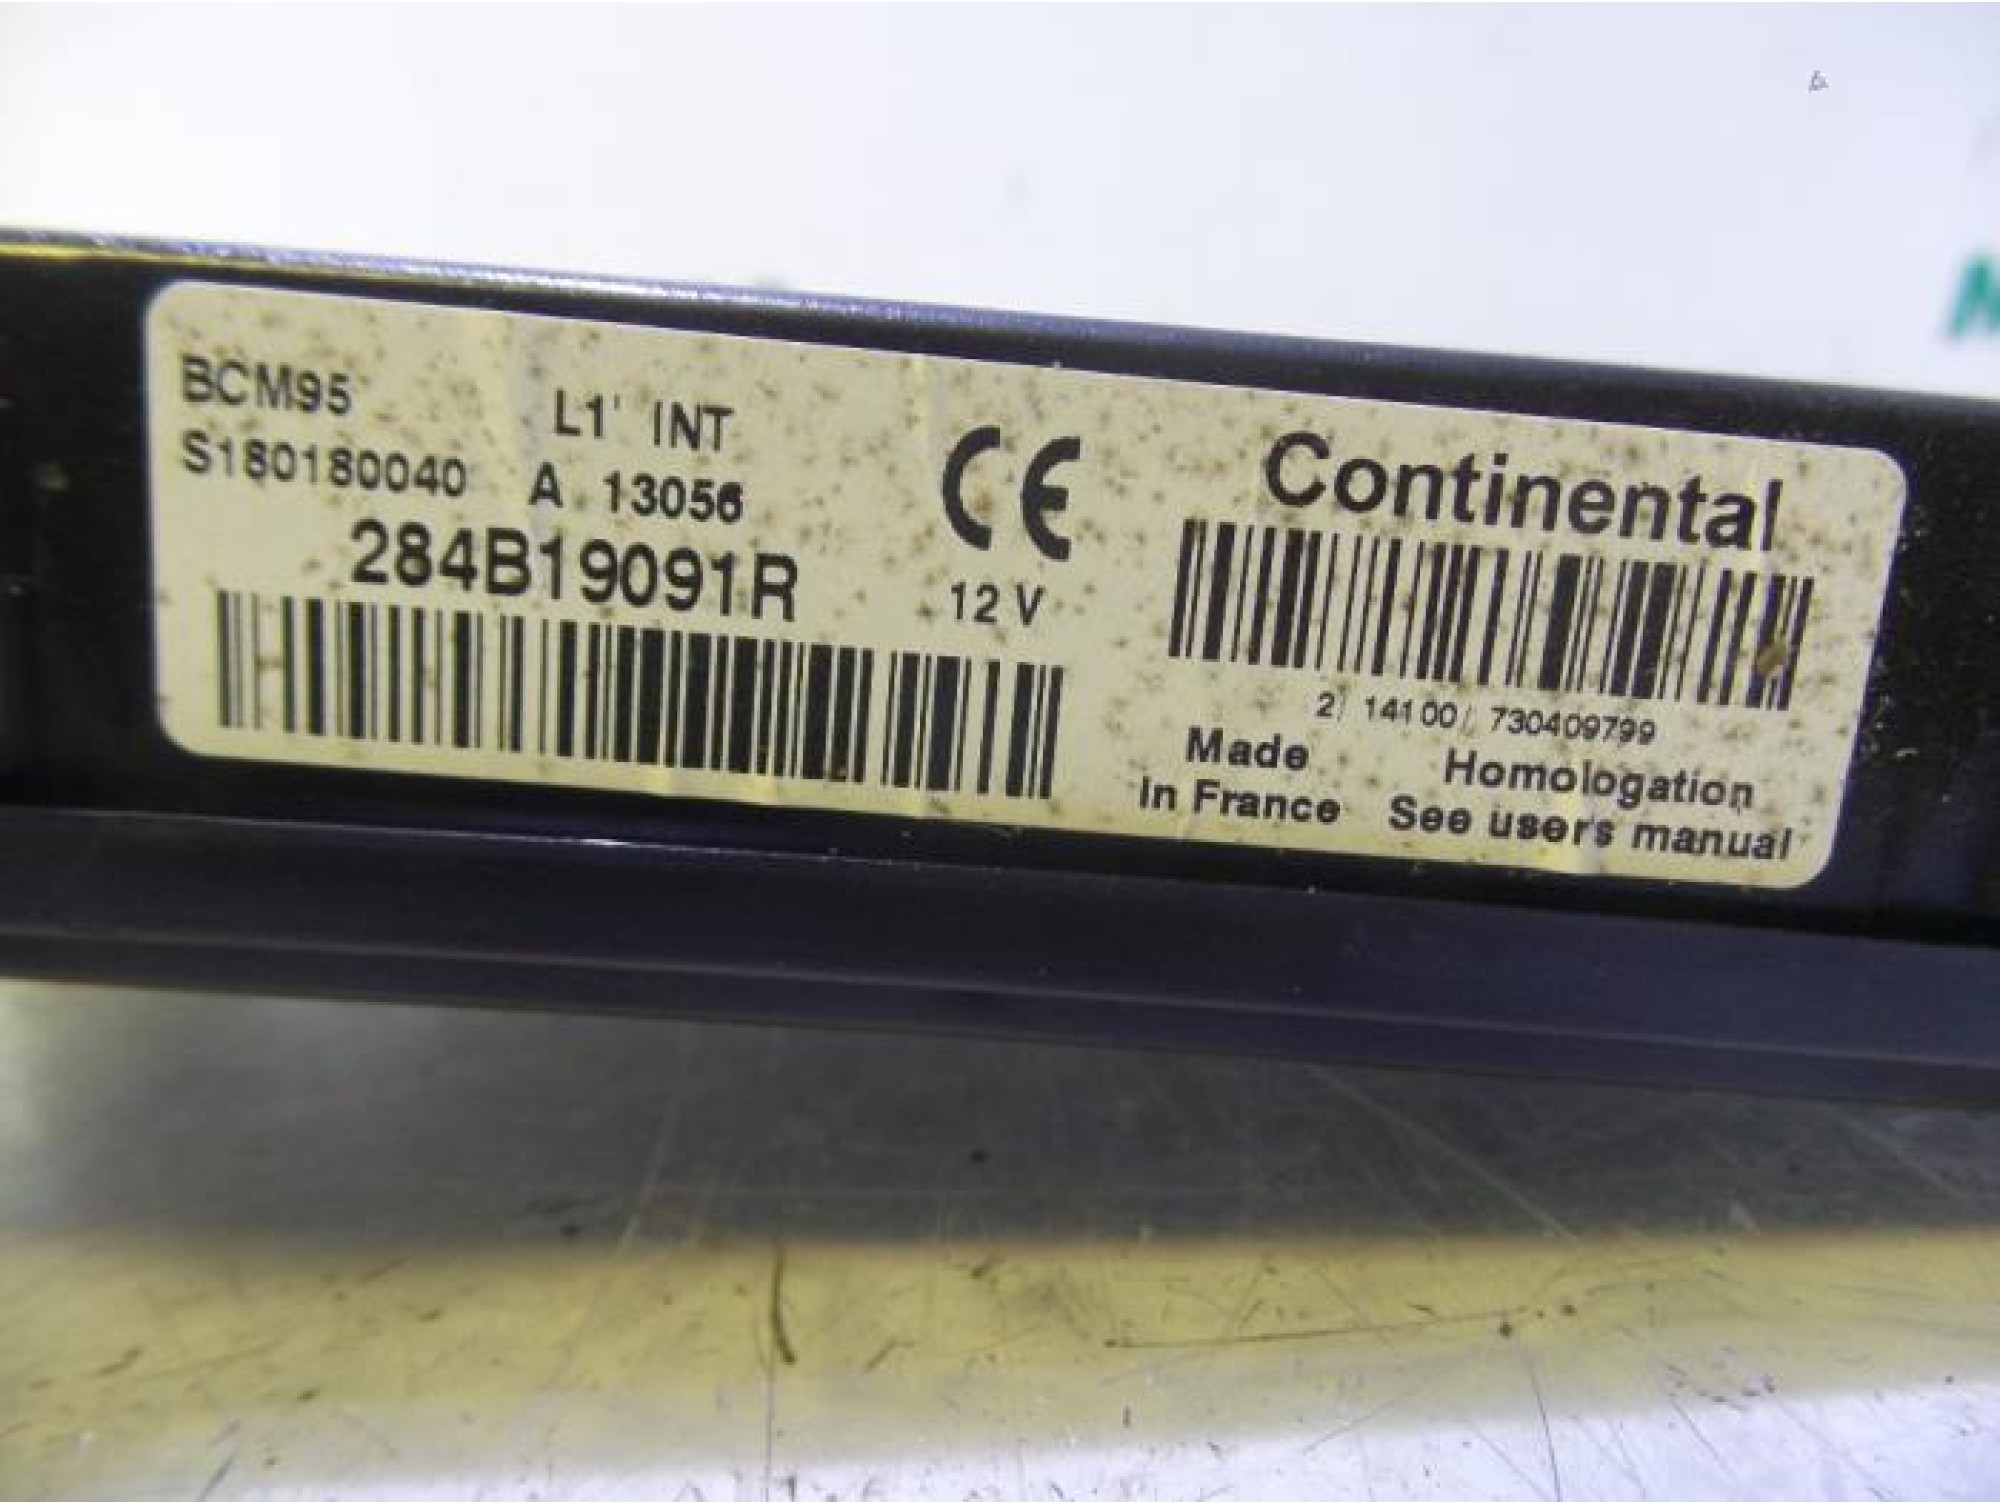 BCM95 L1' INT
S180180040 A 13056
284B19091R
CE
12 V
Continental
2/ 14100/ 730409799
Made in France
Homologation
See users manual